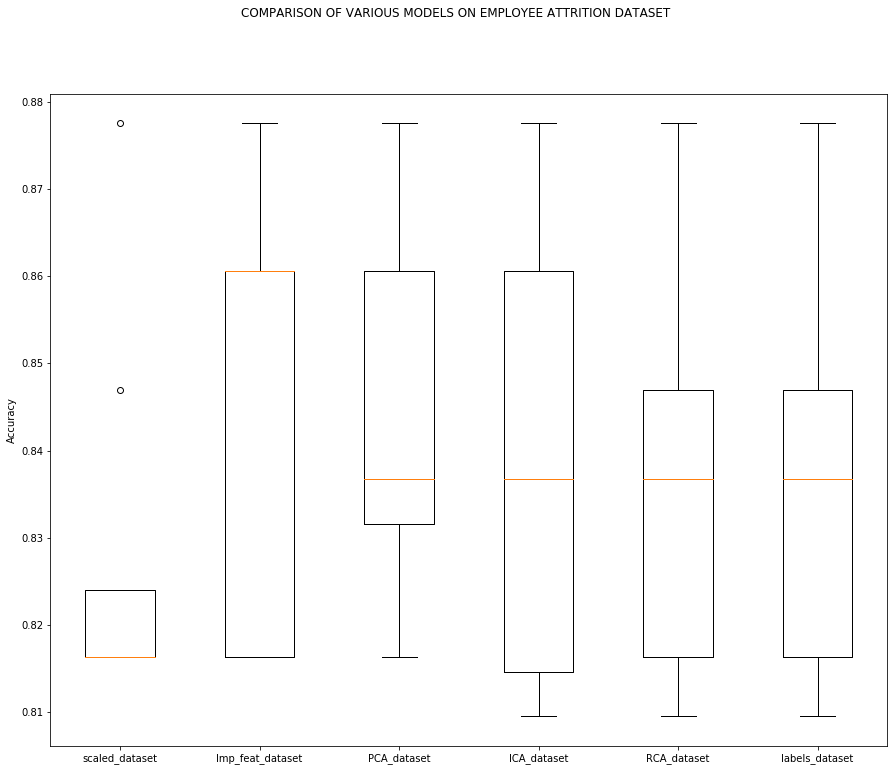 COMPARISON OF VARIOUS MODELS ON EMPLOYEE ATTRITION DATASET
0.88
0.87
0.86
0.85
0.84
0.83
0.82
0.81
Accuracy
scaled_dataset
Imp_feat_dataset
PCA_dataset
ICA_dataset
RCA_dataset
labels_dataset